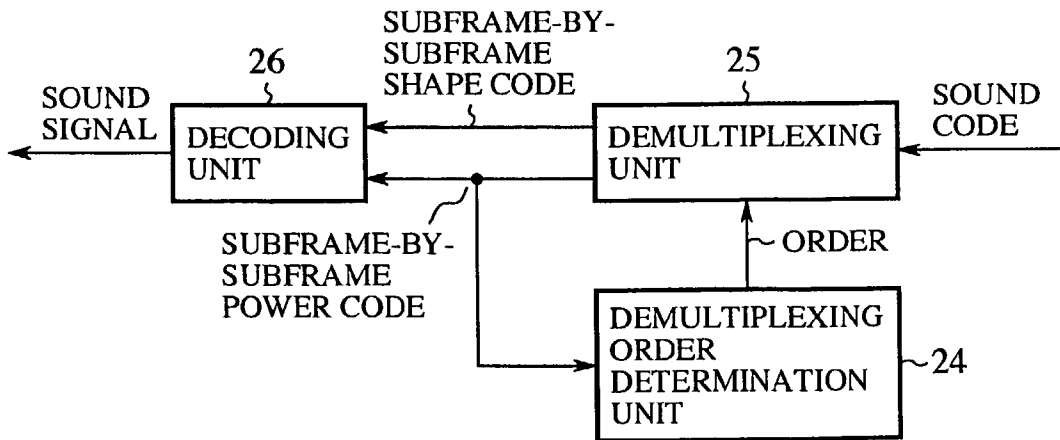 SUBFRAME-BY-
SUBFRAME
SHAPE CODE
26
25
SOUND
SIGNAL
SOUND
CODE
DECODING
UNIT
DEMULTIPLEXING
UNIT
SUBFRAME-BY-
SUBFRAME
POWER CODE
ORDER
DEMULTIPLEXING
ORDER
DETERMINATION
UNIT
24